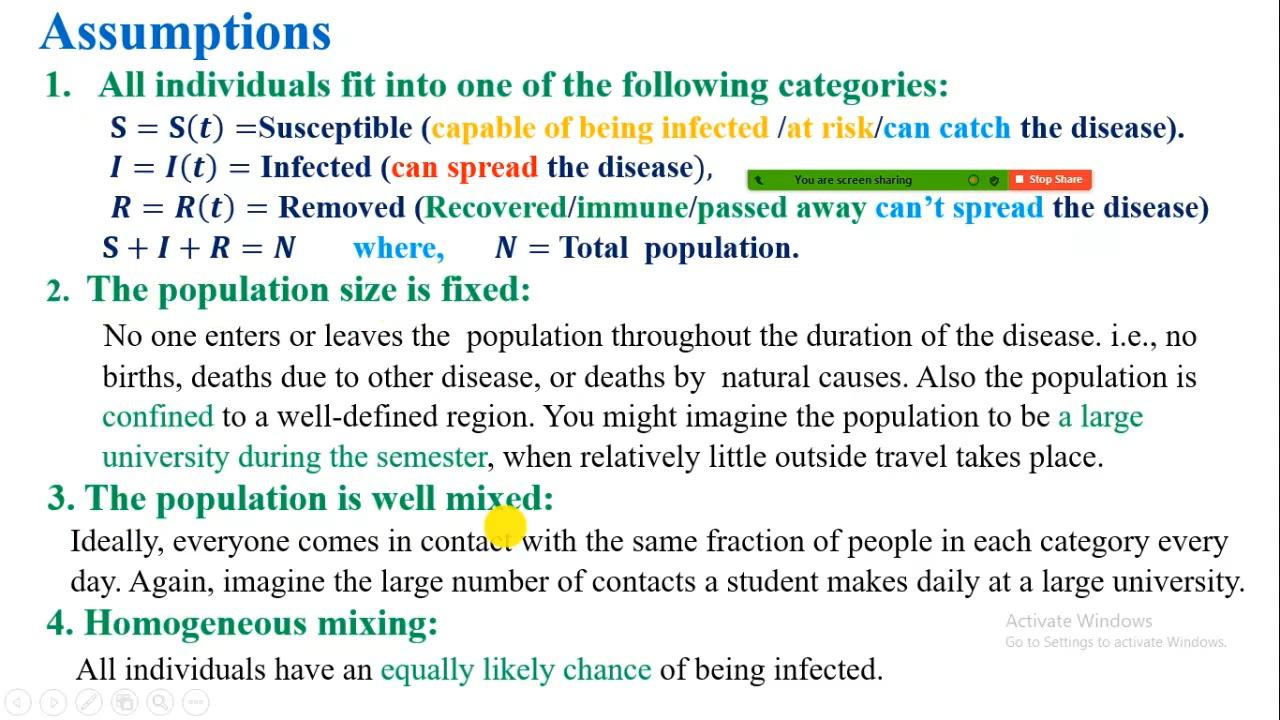 Assumptions
1. All individuals fit into one of the following categories:
S = S(t) =Susceptible (capable of being infected /at risk/can catch the disease).
I = I(t) = Infected (can spread the disease),
You are screen sharing Stop Share
R = R(t) = Removed (Recovered/immune/passed away can't spread the disease)
S + I + R = N where, N = Total population.
2. The population size is fixed:
No one enters or leaves the population throughout the duration of the disease. i.e., no
births, deaths due to other disease, or deaths by natural causes. Also the population is
confined to a well-defined region. You might imagine the population to be a large
university during the semester, when relatively little outside travel takes place.
3. The population is well mixed:
Ideally, everyone comes in contact with the same fraction of people in each category every
day. Again, imagine the large number of contacts a student makes daily at a large university.
4. Homogeneous mixing:
Activate Windows
Go to Settings to activate Windows.
All individuals have an equally likely chance of being infected.